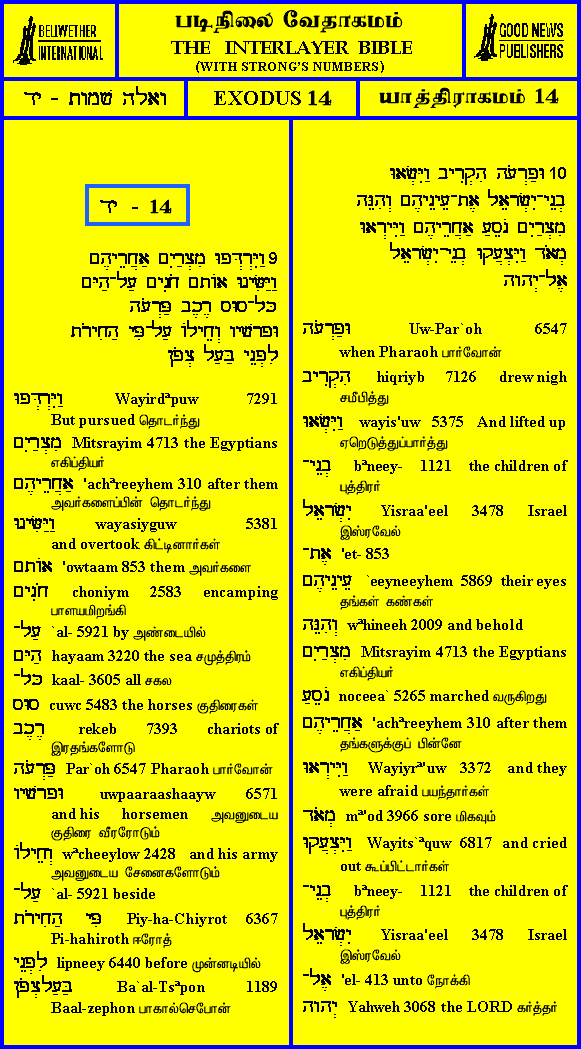 BELLWETHER
INTERNATIONAL
படிநிலை வேதாகமம்
THE INTERLAYER BIBLE
(WITH STRONG'S NUMBERS)
GOOD NEWS
PUBLISHERS
ואלה שמות - יד
EXODUS 14
யாத்திராகமம் 14
14 - יד
9 וַיִּרְדְּפוּ מִצְרַיִם אַחֲרֵיהֶם
וַיַּשִּׂיגוּ אוֹתָם חֹנִים עַל־הַיָּם
כָּל־סוּס רֶכֶב פַּרְעֹה
וּפרשׁיו וְחֵילוֹ עַל־פִּי הַחִירֹת
לִפְנֵי בַּעַל צְפֹן
וַיִּרְדְּפוּ Wayirdªpuw 7291
But pursued தொடர்ந்து
מִצְרַיִם Mitsrayim 4713 the Egyptians
எகிப்தியர்
אַחֲרֵיהֶם 'achªreeyhem 310 after them
அவர்களைப்பின் தொடர்ந்து
וַיַּשִּׂיגוּ wayasiyguw 5381
and overtook கிட்டினார்கள்
אוֹתָם 'owtaam 853 them அவர்களை
חֹנִים choniym 2583 encamping
பாளயமிறங்கி
עַל־ `al- 5921 by அண்டையில்
הַיָּם hayaam 3220 the sea சமுத்திரம்
כָּל־ kaal- 3605 all சகல
סוּס cuwc 5483 the horses குதிரைகள்
רֶכֶב rekeb 7393 chariots of
இரதங்களோடு
פַּרְעֹה Par`oh 6547 Pharaoh பார்வோன்
וּפרשׁיו uwpaaraashaayw 6571
and his horsemen அவனுடைய
குதிரை வீரரோடும்
וְחֵילוֹ wªcheeylow 2428 and his army
அவனுடைய சேனைகளோடும்
עַל־ `al- 5921 beside
פִּי הַחִירֹת Piy-ha-Chiyrot 6367
Pi-hahiroth ஈரோத்
לִפְנֵי lipneey 6440 before முன்னடியில்
בַּעַלצְפֹן Ba`al-Tsªpon 1189
Baal-zephon பாகால்செபோன்
10 וּפַרְעֹה הִקְרִיב וַיִּשְׂאוּ
בְנֵי־יִשְׂרָאֵל אֶת־עֵינֵיהֶם וְהִנֵּה
מִצְרַיִם נֹסֵעַ אַחֲרֵיהֶם וַיִּירְאוּ
מְאֹד וַיִּצְעֲקוּ בְנֵי־יִשְׂרָאֵל
אֶל־יְהוָה
וּפַרְעֹה Uw-Par`oh 6547
when Pharaoh பார்வோன்
הִקְרִיב hiqriyb 7126 drew nigh
சமீபித்து
וַיִּשְׂאוּ wayis'uw 5375 And lifted up
ஏறெடுத்துப்பார்த்து
בְנֵי־ bªneey- 1121 the children of
புத்திரர்
יִשְׂרָאֵל Yisraa'eel 3478 Israel
இஸ்ரவேல்
אֶת־ 'et- 853
עֵינֵיהֶם `eeyneeyhem 5869 their eyes
தங்கள் கண்கள்
וְהִנֵּה wªhineeh 2009 and behold
מִצְרַיִם Mitsrayim 4713 the Egyptians
எகிப்தியர்
נֹסֵעַ noceea` 5265 marched வருகிறது
אַחֲרֵיהֶם 'achªreeyhem 310 after them
தங்களுக்குப் பின்னே
וַיִּירְאוּ Wayiyrª'uw 3372 and they
were afraid பயந்தார்கள்
מְאֹד mª'od 3966 sore மிகவும்
וַיִּצְעֲקוּ Wayits`ªquw 6817 and cried
out கூப்பிட்டார்கள்
בְנֵי־ bªneey- 1121 the children of
புத்திரர்
יִשְׂרָאֵל Yisraa'eel 3478 Israel
இஸ்ரவேல்
אֶל־ 'el- 413 unto நோக்கி
יְהוָה Yahweh 3068 the LORD கர்த்தர்